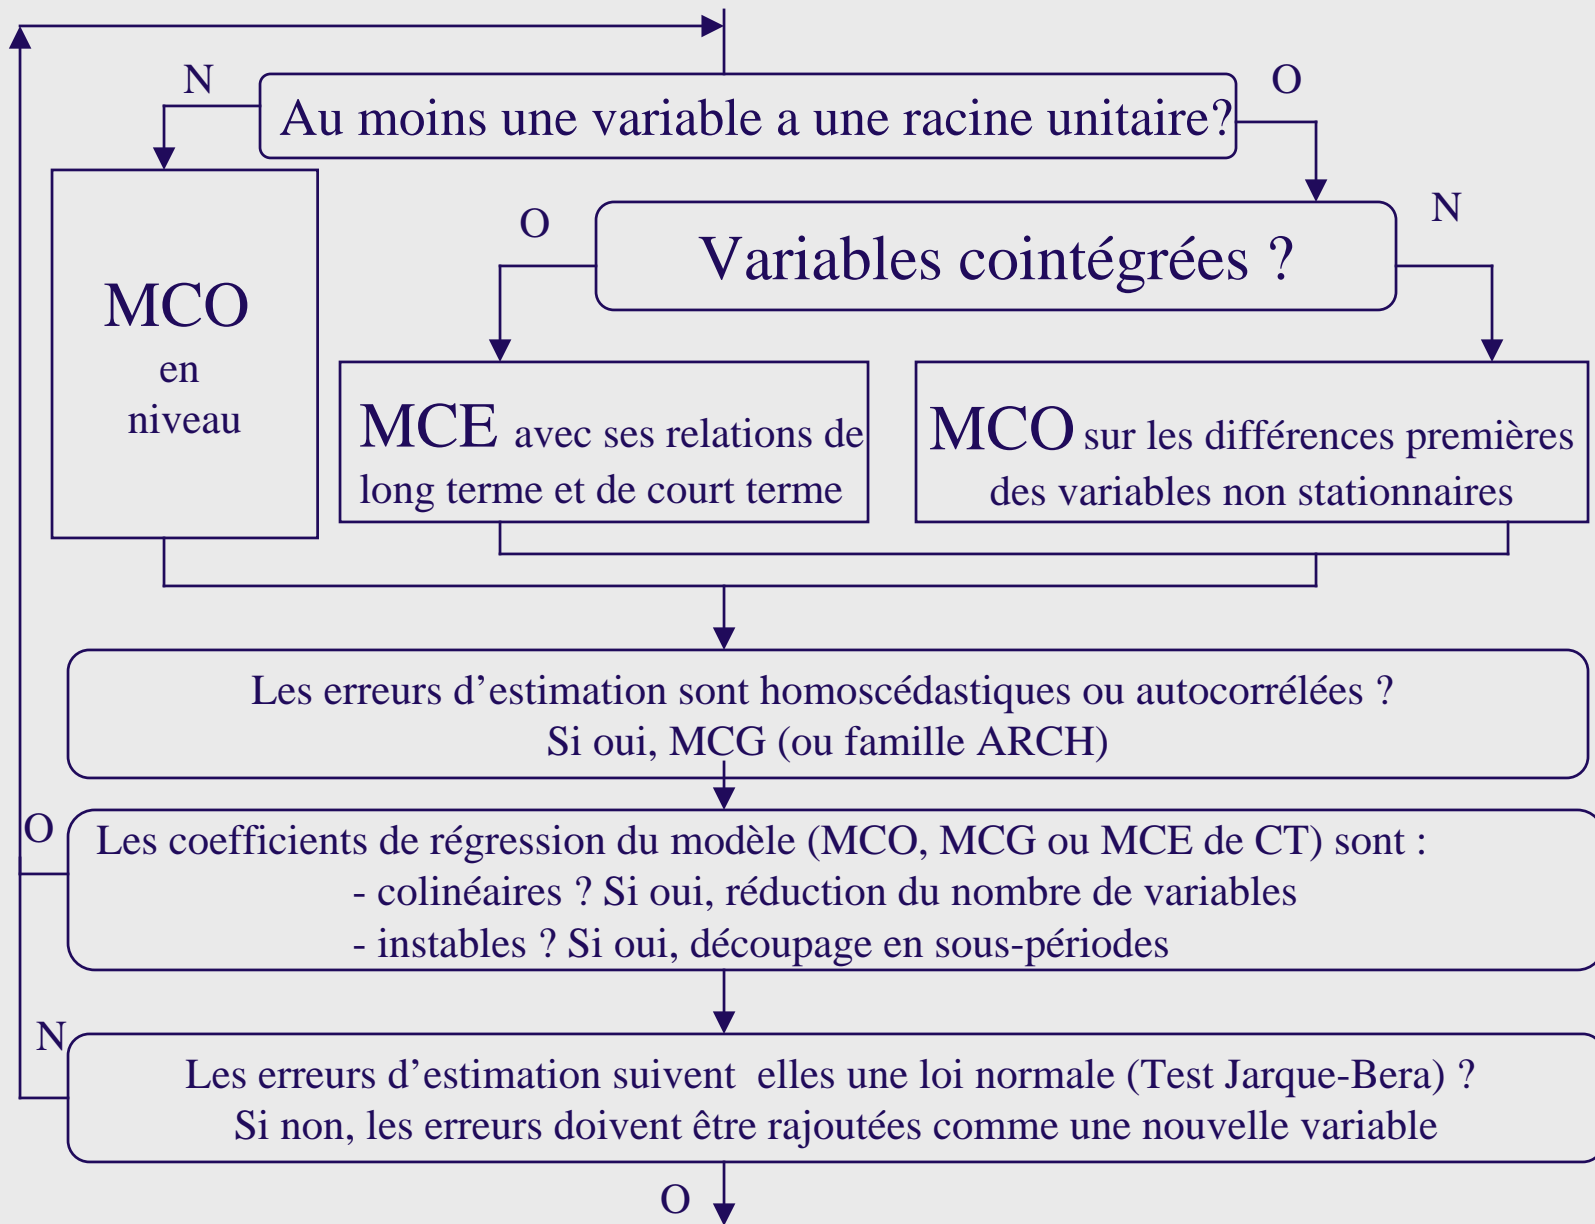 N
O
Au moins une variable a une racine unitaire?
O
N
Variables cointégrées ?
MCO
en
niveau
MCE avec ses relations de
long terme et de court terme
MCO sur les différences premières
des variables non stationnaires
Les erreurs d’estimation sont homoscédastiques ou autocorrélées ?
Si oui, MCG (ou famille ARCH)
O
Les coefficients de régression du modèle (MCO, MCG ou MCE de CT) sont :
- colinéaires ? Si oui, réduction du nombre de variables
- instables ? Si oui, découpage en sous-périodes
N
Les erreurs d’estimation suivent elles une loi normale (Test Jarque-Bera) ?
Si non, les erreurs doivent être rajoutées comme une nouvelle variable
O